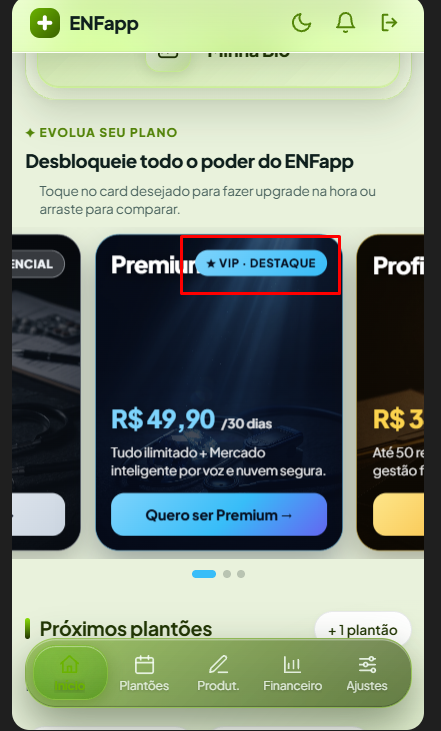 ENFapp
Minha Bio
✦ EVOLUA SEU PLANO
Desbloqueie todo o poder do ENFapp
Toque no card desejado para fazer upgrade na hora ou
arraste para comparar.
ENCIAL
Premium
★ VIP · DESTAQUE
R$ 49,90 /30 dias
Tudo ilimitado + Mercado
inteligente por voz e nuvem segura.
Quero ser Premium →
Profi
R$ 3
Até 50 re
gestão f
Próximos plantões
+ 1 plantão
Início
Plantões
Produt.
Financeiro
Ajustes